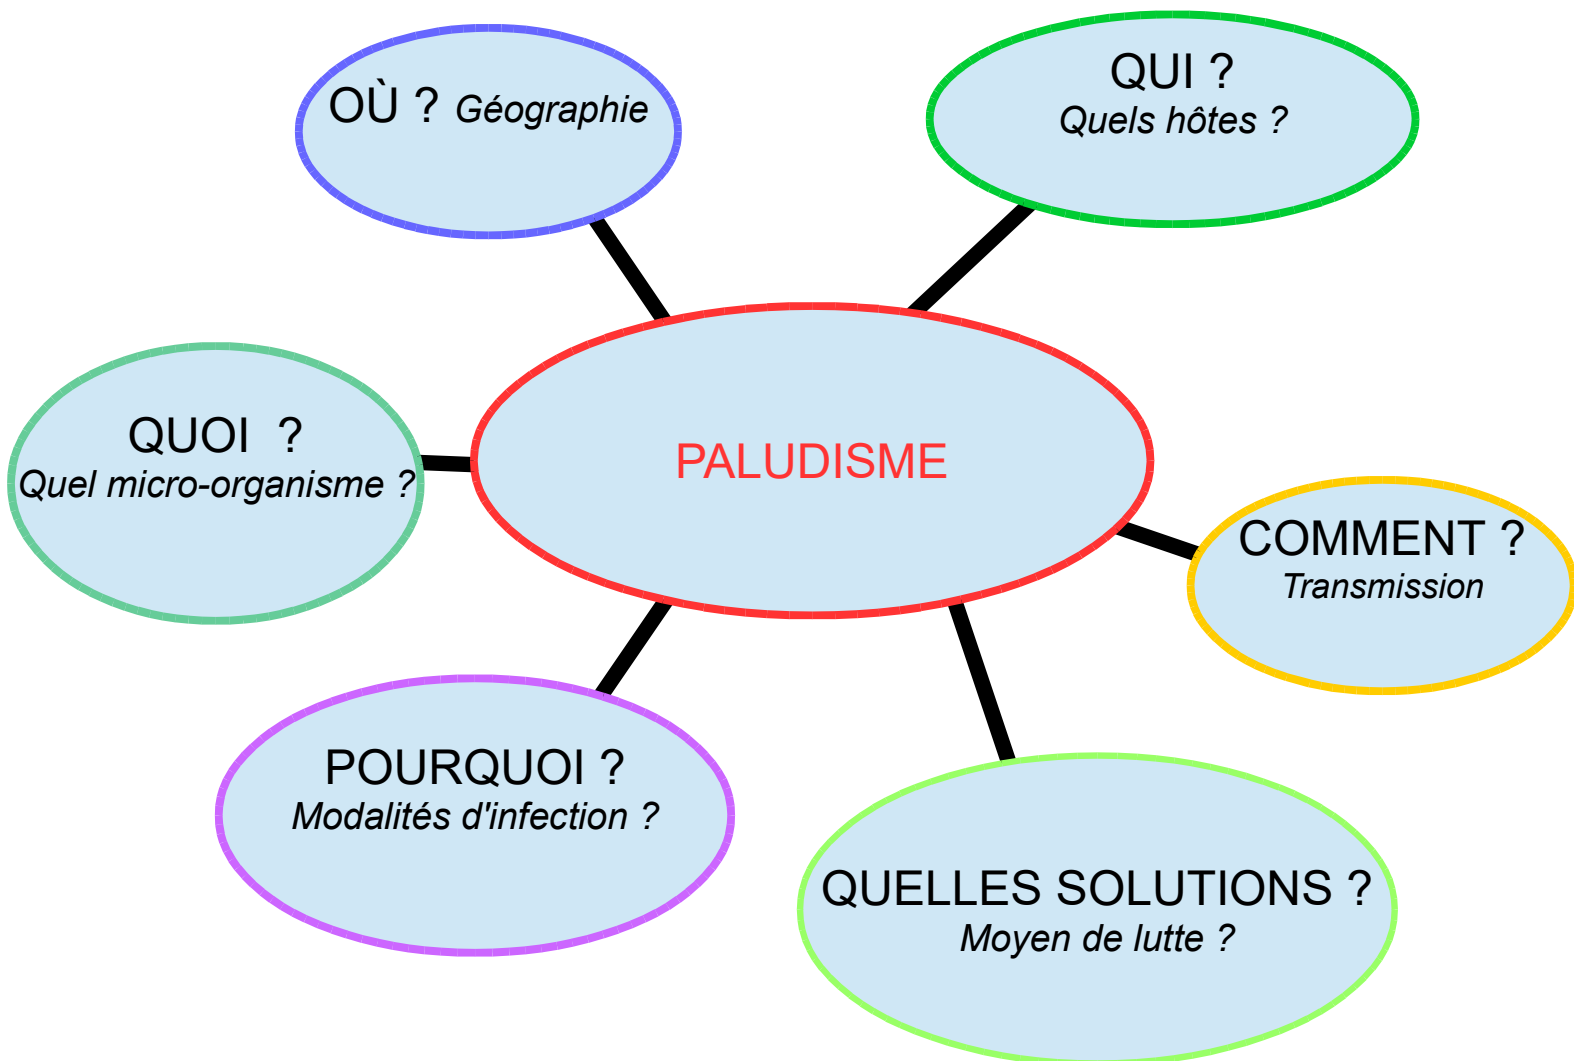 OÙ ? Géographie
QUI ?
Quels hôtes ?
QUOI  ?
Quel micro-organisme ?
PALUDISME
COMMENT ?
Transmission
POURQUOI ?
Modalités d'infection ?
QUELLES SOLUTIONS ?
Moyen de lutte ?